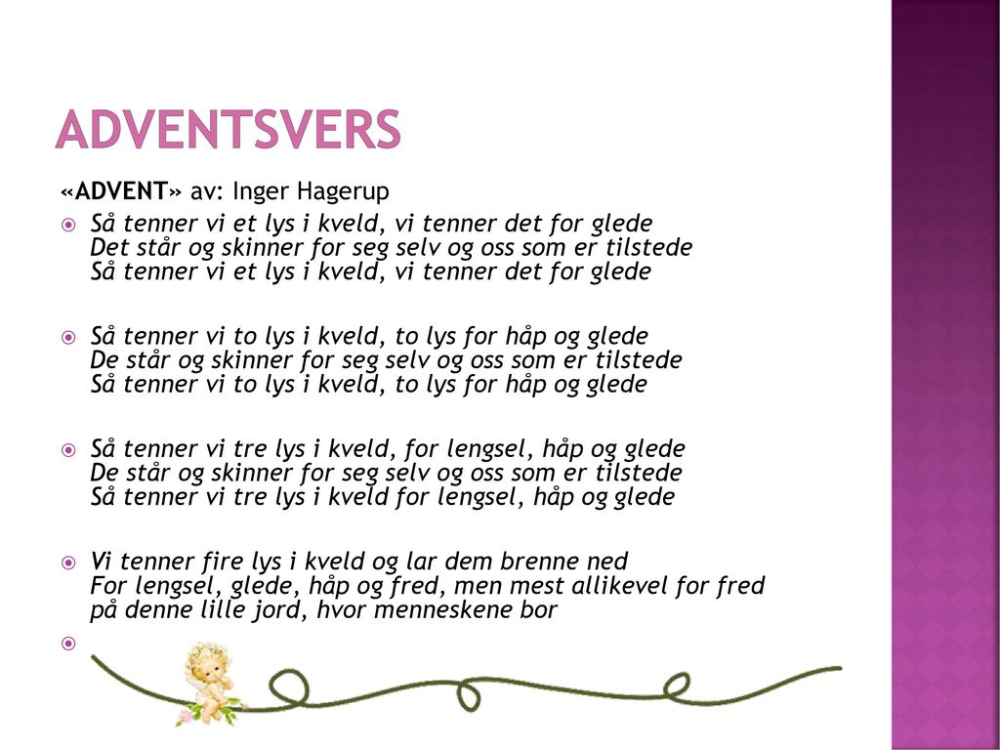 ADVENTSVERS
«ADVENT» av: Inger Hagerup
Så tenner vi et lys i kveld, vi tenner det for glede
Det står og skinner for seg selv og oss som er tilstede
Så tenner vi et lys i kveld, vi tenner det for glede
Så tenner vi to lys i kveld, to lys for håp og glede
De står og skinner for seg selv og oss som er tilstede
Så tenner vi to lys i kveld, to lys for håp og glede
Så tenner vi tre lys i kveld, for lengsel, håp og glede
De står og skinner for seg selv og oss som er tilstede
Så tenner vi tre lys i kveld for lengsel, håp og glede
Vi tenner fire lys i kveld og lar dem brenne ned
For lengsel, glede, håp og fred, men mest allikevel for fred
på denne lille jord, hvor menneskene bor